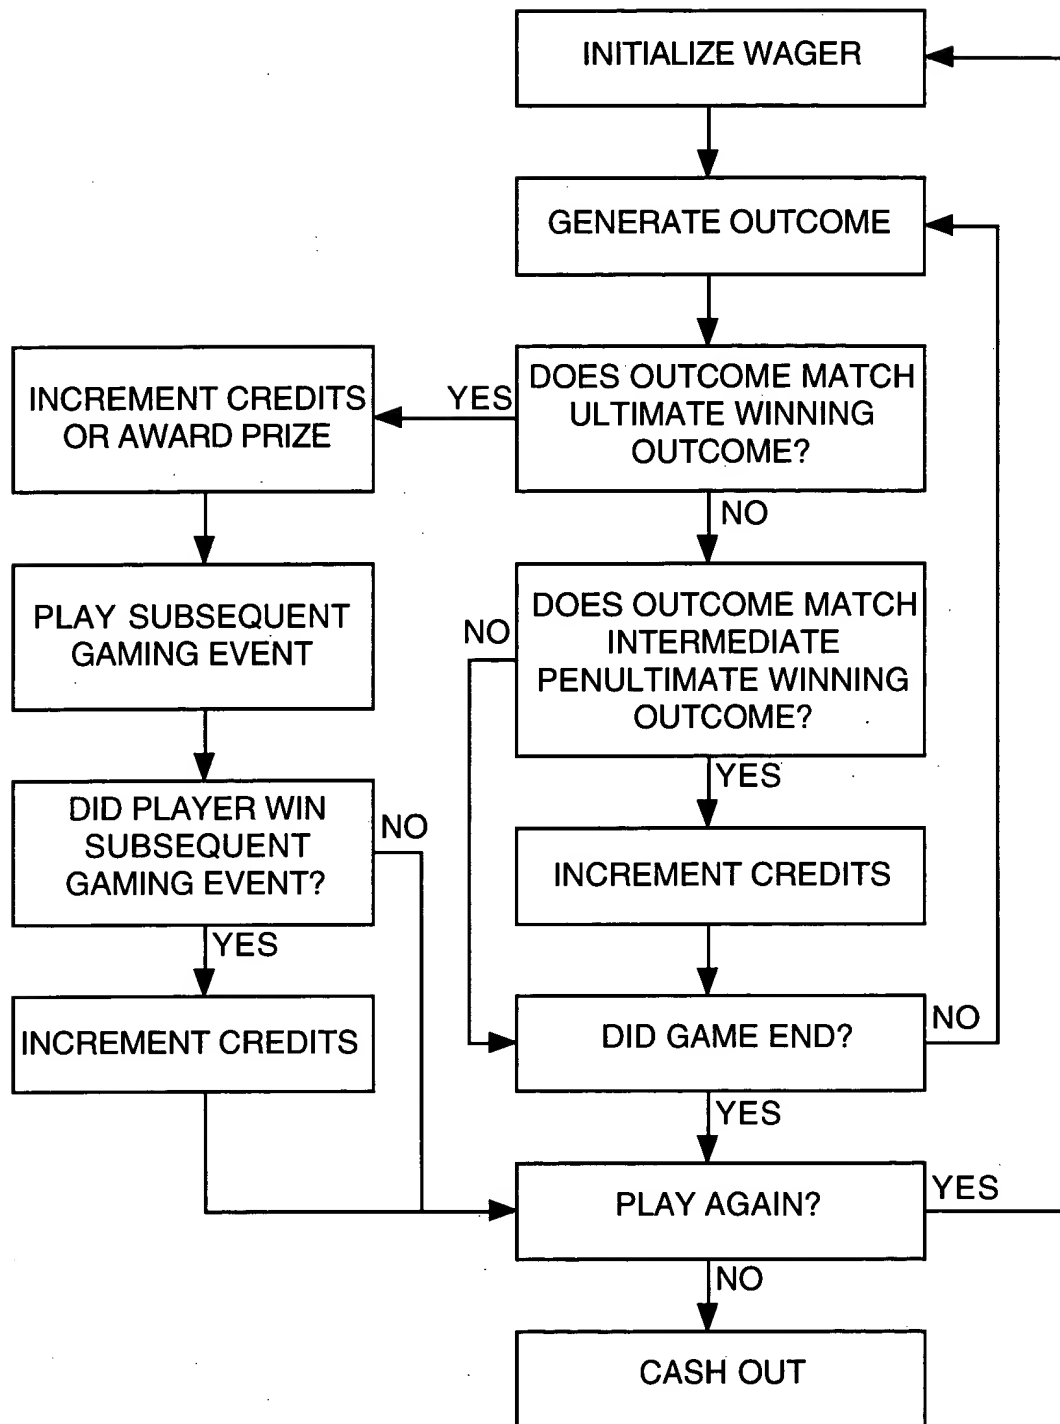 INITIALIZE WAGER
GENERATE OUTCOME
DOES OUTCOME MATCH
ULTIMATE WINNING
OUTCOME?
YES
INCREMENT CREDITS
OR AWARD PRIZE
NO
PLAY SUBSEQUENT
GAMING EVENT
DOES OUTCOME MATCH
INTERMEDIATE
PENULTIMATE WINNING
OUTCOME?
NO
YES
DID PLAYER WIN
SUBSEQUENT
GAMING EVENT?
NO
YES
INCREMENT CREDITS
INCREMENT CREDITS
DID GAME END?
NO
YES
PLAY AGAIN?
YES
NO
CASH OUT